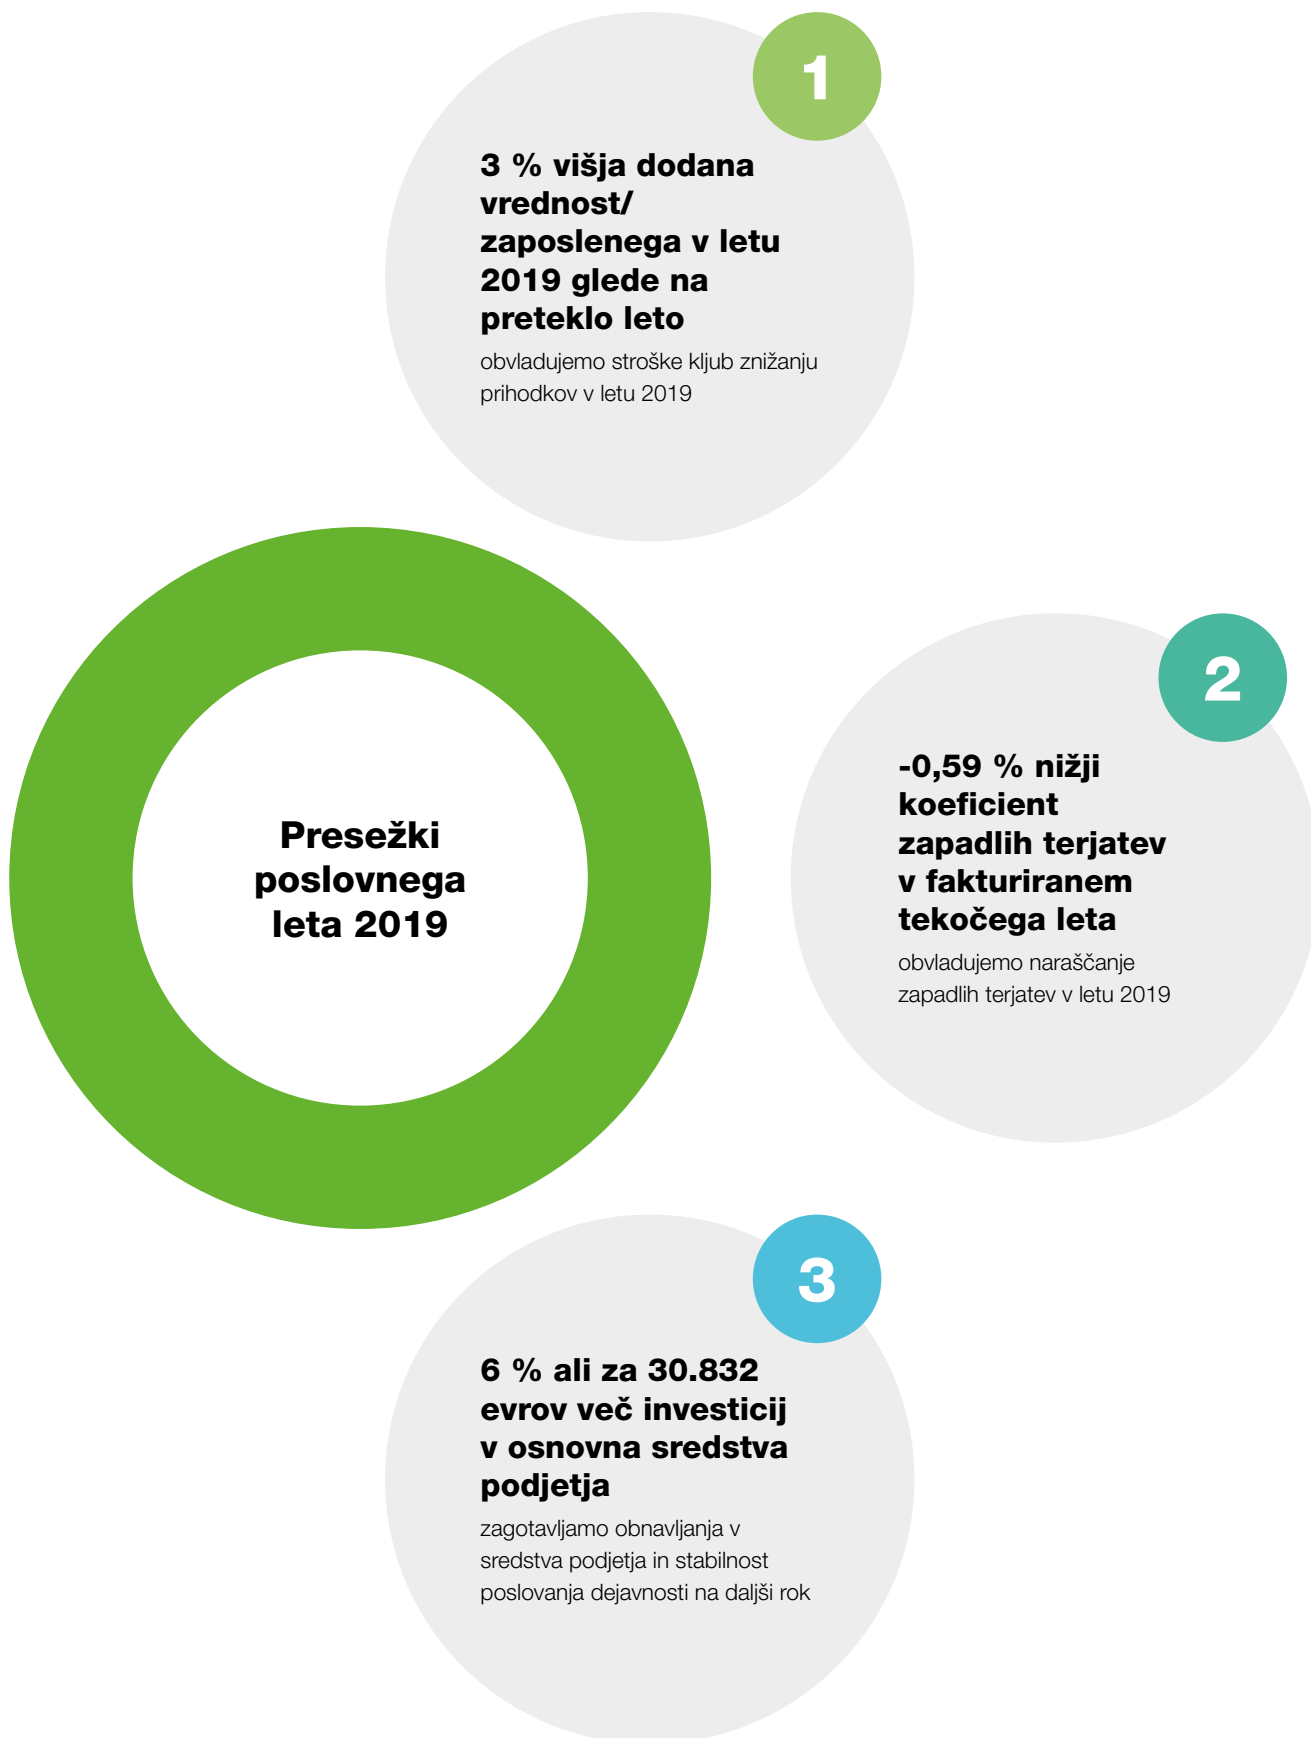 1
3 % višja dodana
vrednost/
zaposlenega v letu
2019 glede na
preteklo leto
obvladujemo stroške kljub znižanju
prihodkov v letu 2019
Presežki
poslovnega
leta 2019
2
-0,59 % nižji
koeficient
zapadlih terjatev
v fakturiranem
tekočega leta
obvladujemo naraščanje
zapadlih terjatev v letu 2019
3
6 % ali za 30.832
evrov več investicij
v osnovna sredstva
podjetja
zagotavljamo obnavljanja v
sredstva podjetja in stabilnost
poslovanja dejavnosti na daljši rok